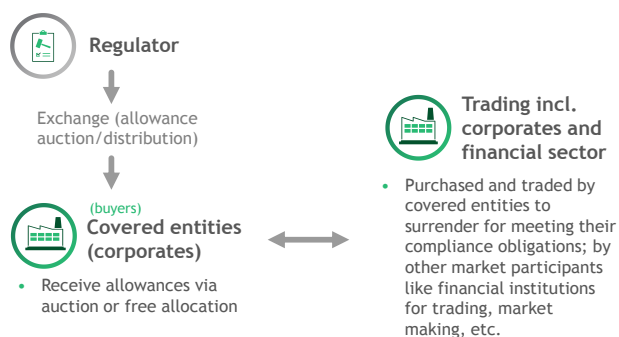 Regulator
Exchange (allowance
auction/distribution)
(buyers)
Covered entities
(corporates)
• Receive allowances via
auction or free allocation
Trading incl.
corporates and
financial sector
• Purchased and traded by
covered entities to
surrender for meeting their
compliance obligations; by
other market participants
like financial institutions
for trading, market
making, etc.